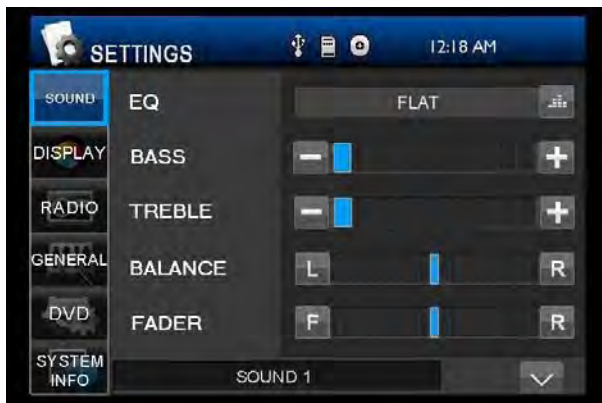 SETTINGS 12:18 AM
SOUND EQ FLAT
DISPLAY BASS − +
RADIO TREBLE − +
GENERAL BALANCE L R
DVD FADER F R
SYSTEM INFO SOUND 1